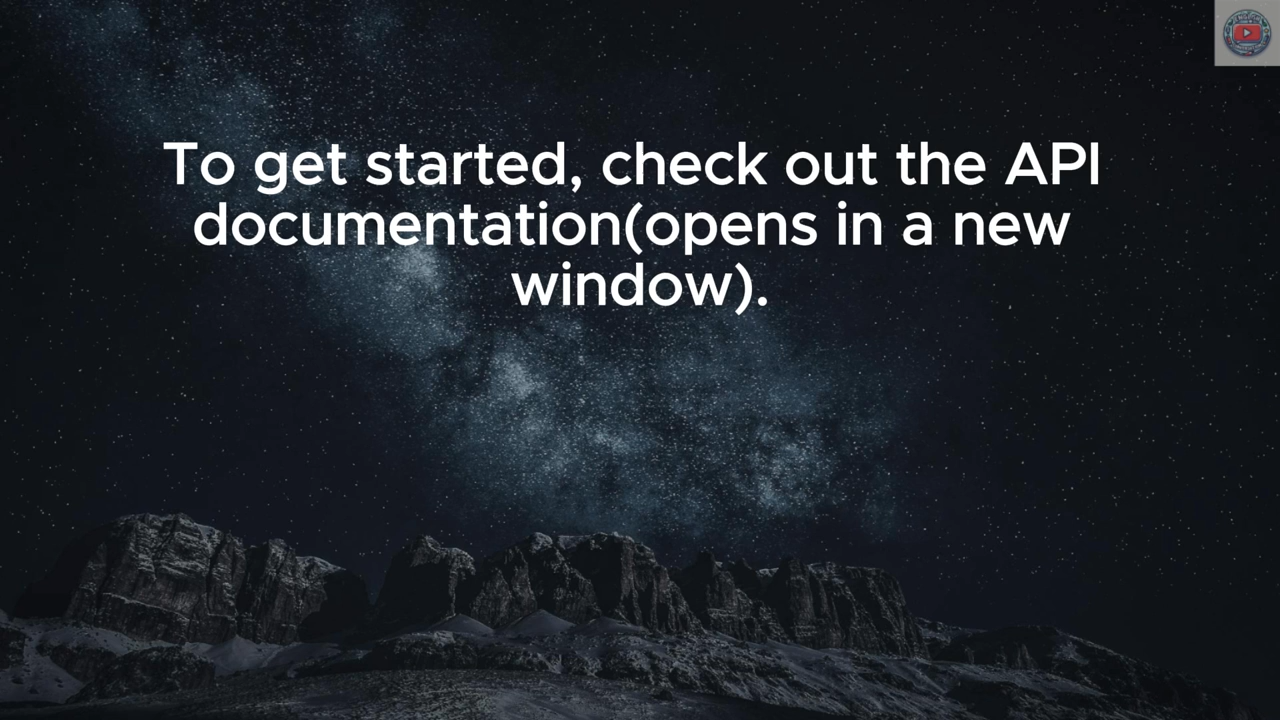 To get started, check out the API
documentation(opens in a new
window).